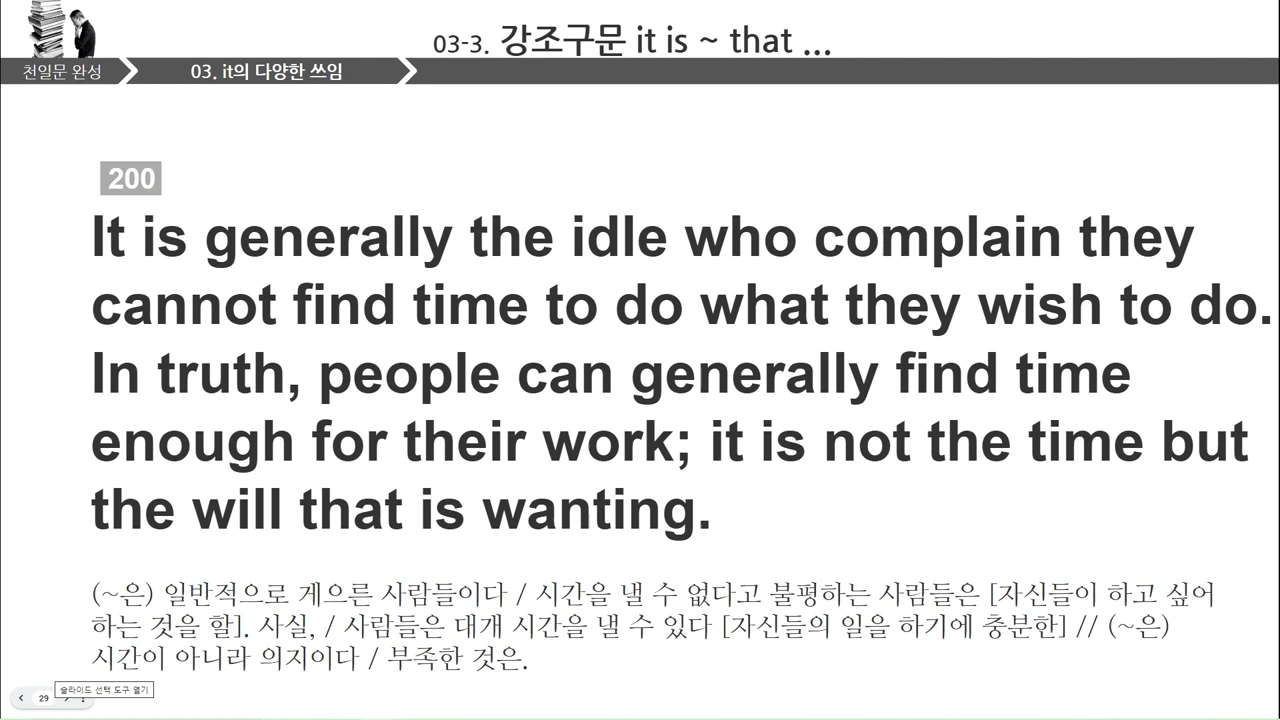 03-3. 강조구문 it is ~ that ...
천일문 완성
03. it의 다양한 쓰임
200
It is generally the idle who complain they
cannot find time to do what they wish to do.
In truth, people can generally find time
enough for their work; it is not the time but
the will that is wanting.
(~은) 일반적으로 게으른 사람들이다 / 시간을 낼 수 없다고 불평하는 사람들은 [자신들이 하고 싶어
하는 것을 할]. 사실, / 사람들은 대개 시간을 낼 수 있다 [자신들의 일을 하기에 충분한] // (~은)
시간이 아니라 의지이다 / 부족한 것은.
슬라이드 선택 도구 열기
29